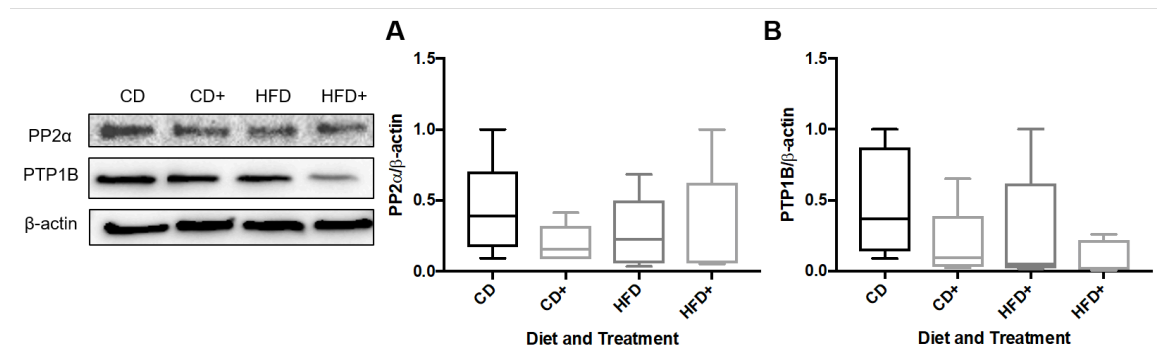 A
B
CD CD+ HFD HFD+
PP2α
PTP1B
β-actin
PP2α/β-actin
1.5
1.0
0.5
0.0
CD CD+ HFD HFD+
Diet and Treatment
PTP1B/β-actin
1.5
1.0
0.5
0.0
CD CD+ HFD+ HFD+
Diet and Treatment